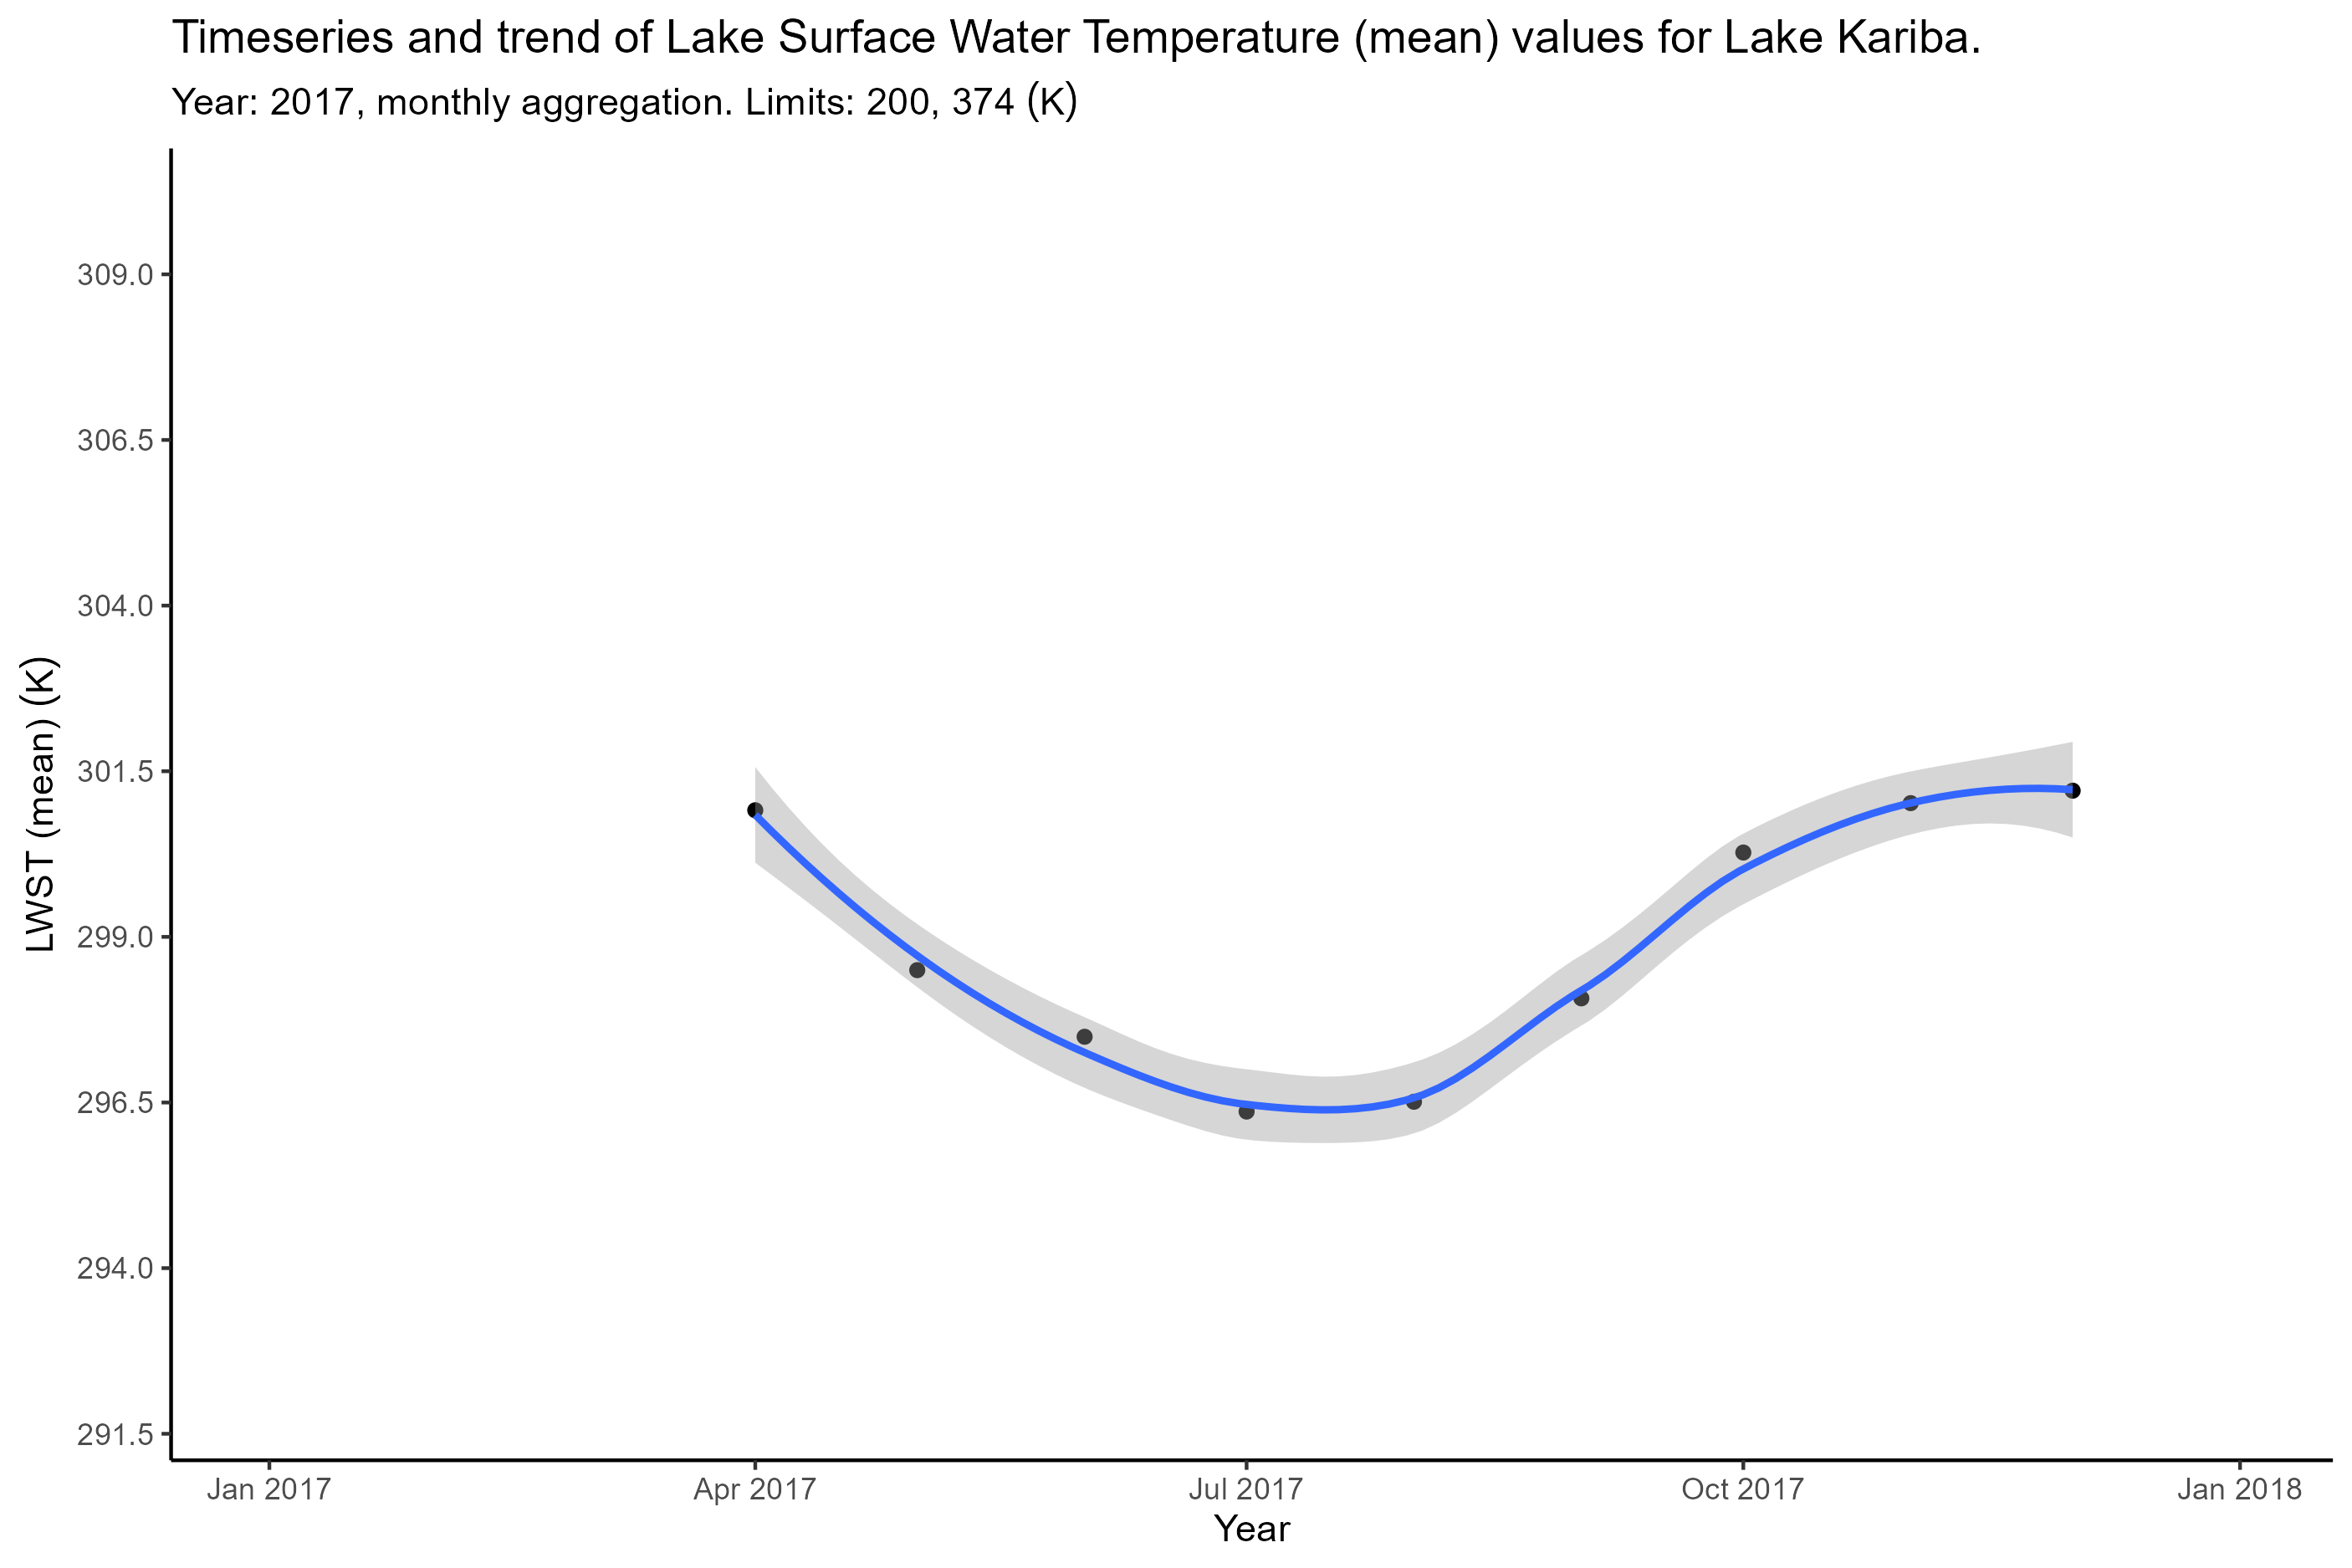 Timeseries and trend of Lake Surface Water Temperature (mean) values for Lake Kariba.
Year: 2017, monthly aggregation. Limits: 200, 374 (K)
LWST (mean) (K)
309.0
306.5
304.0
301.5
299.0
296.5
294.0
291.5
Jan 2017
Apr 2017
Jul 2017
Oct 2017
Jan 2018
Year